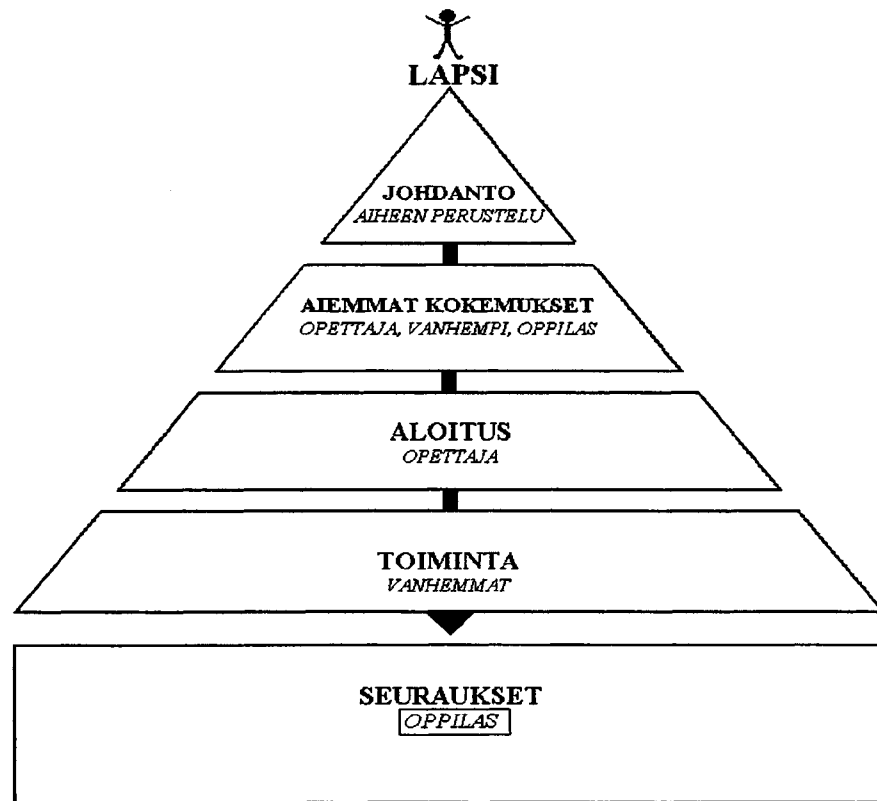 LAPSI
JOHDANTO
AIHEEN PERUSTELU
AIEMMAT KOKEMUKSET
OPETTAJA, VANHEMPI, OPPILAS
ALOITUS
OPETTAJA
TOIMINTA
VANHEMMAT
SEURAUKSET
OPPILAS